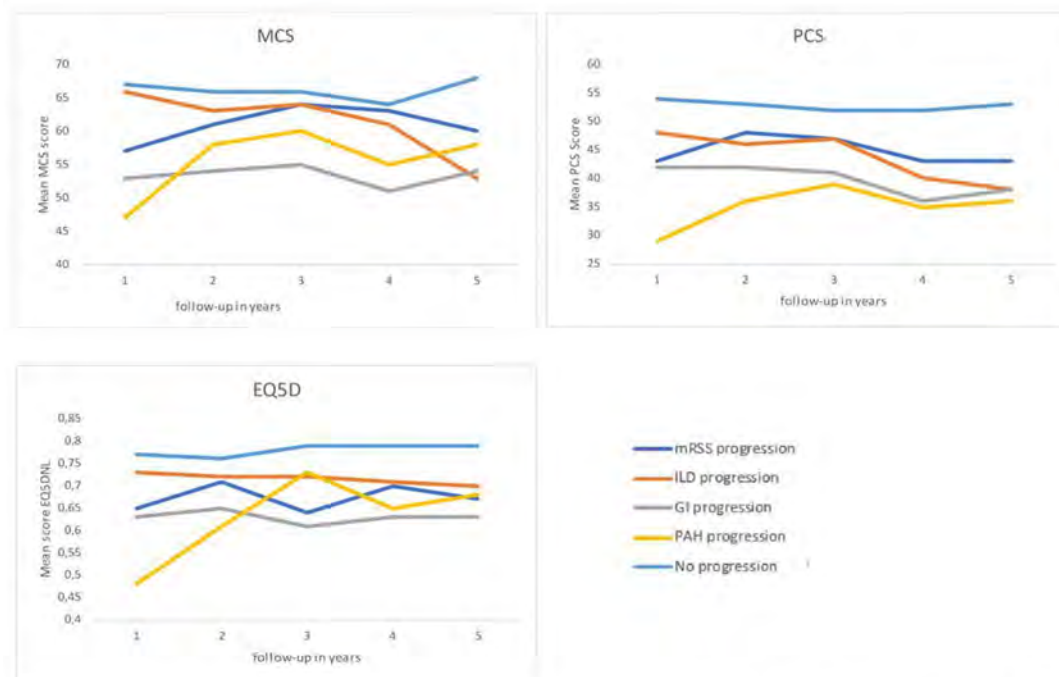 MCS
Mean MCS score
70
65
60
55
50
45
40
1 2 3 4 5
follow-up in years
PCS
Mean PCS Score
60
55
50
45
40
35
30
25
1 2 3 4 5
follow-up in years
EQ5D
Mean score EQ5DNL
0,85
0,8
0,75
0,7
0,65
0,6
0,55
0,5
0,45
0,4
1 2 3 4 5
follow-up in years
mRSS progression
ILD progression
GI progression
PAH progression
No progression